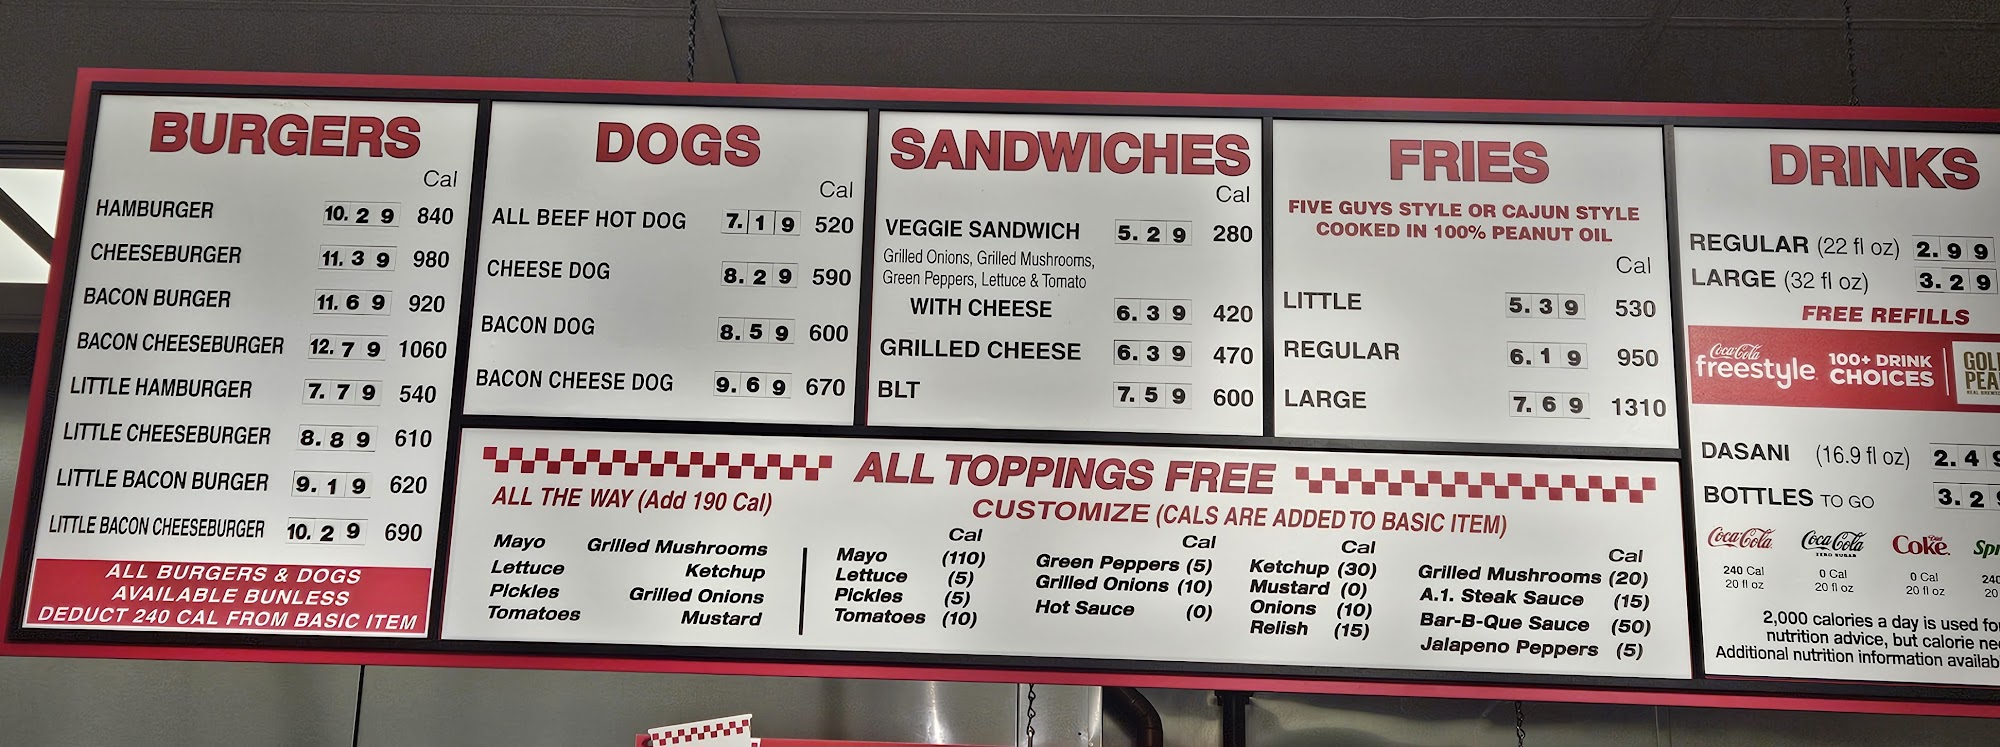 BURGERS
Cal
HAMBURGER 10.29 840
CHEESEBURGER 11.39 980
BACON BURGER 11.69 920
BACON CHEESEBURGER 12.79 1060
LITTLE HAMBURGER 7.79 540
LITTLE CHEESEBURGER 8.89 610
LITTLE BACON BURGER 9.19 620
LITTLE BACON CHEESEBURGER 10.29 690
ALL BURGERS & DOGS
AVAILABLE BUNLESS
DEDUCT 240 CAL FROM BASIC ITEM
DOGS
Cal
ALL BEEF HOT DOG 7.19 520
CHEESE DOG 8.29 590
BACON DOG 8.59 600
BACON CHEESE DOG 9.69 670
SANDWICHES
Cal
VEGGIE SANDWICH 5.29 280
Grilled Onions, Grilled Mushrooms,
Green Peppers, Lettuce & Tomato
WITH CHEESE 6.39 420
GRILLED CHEESE 6.39 470
BLT 7.59 600
FRIES
FIVE GUYS STYLE OR CAJUN STYLE
COOKED IN 100% PEANUT OIL
Cal
LITTLE 5.39 530
REGULAR 6.19 950
LARGE 7.69 1310
ALL TOPPINGS FREE
ALL THE WAY (Add 190 Cal)
Mayo Grilled Mushrooms
Lettuce Ketchup
Pickles Grilled Onions
Tomatoes Mustard
CUSTOMIZE (CALS ARE ADDED TO BASIC ITEM)
Cal
Mayo (110)
Lettuce (5)
Pickles (5)
Tomatoes (10)
Cal
Green Peppers (5)
Grilled Onions (10)
Hot Sauce (0)
Cal
Ketchup (30)
Mustard (0)
Onions (10)
Relish (15)
Cal
Grilled Mushrooms (20)
A.1. Steak Sauce (15)
Bar-B-Que Sauce (50)
Jalapeno Peppers (5)
DRINKS
REGULAR (22 fl oz) 2.99
LARGE (32 fl oz) 3.29
FREE REFILLS
Coca-Cola
freestyle
100+ DRINK
CHOICES
DASANI (16.9 fl oz) 2.49
BOTTLES TO GO 3.2
Coca-Cola
240 Cal
20 fl oz
Coca-Cola
ZERO SUGAR
0 Cal
20 fl oz
Diet
Coke
0 Cal
20 fl oz
240
20
2,000 calories a day is used
nutrition advice, but calorie
Additional nutrition information